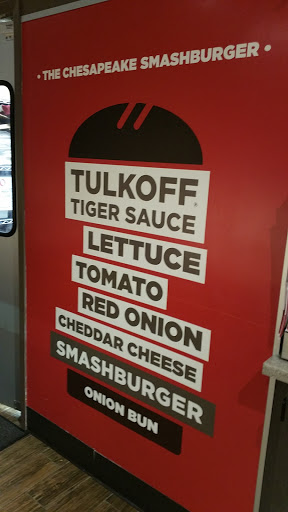 • THE CHESAPEAKE SMASHBURGER •
TULKOFF
TIGER SAUCE
LETTUCE
TOMATO
RED ONION
CHEDDAR CHEESE
SMASHBURGER
ONION BUN